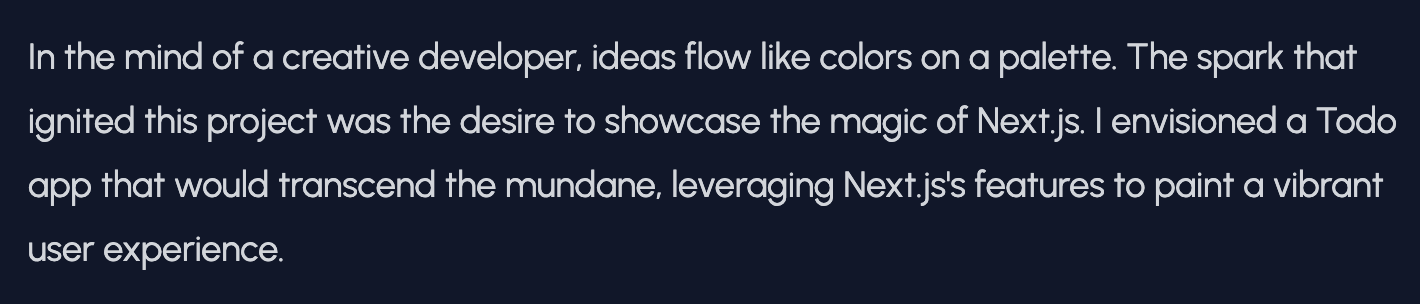 In the mind of a creative developer, ideas flow like colors on a palette. The spark that
ignited this project was the desire to showcase the magic of Next.js. I envisioned a Todo
app that would transcend the mundane, leveraging Next.js's features to paint a vibrant
user experience.